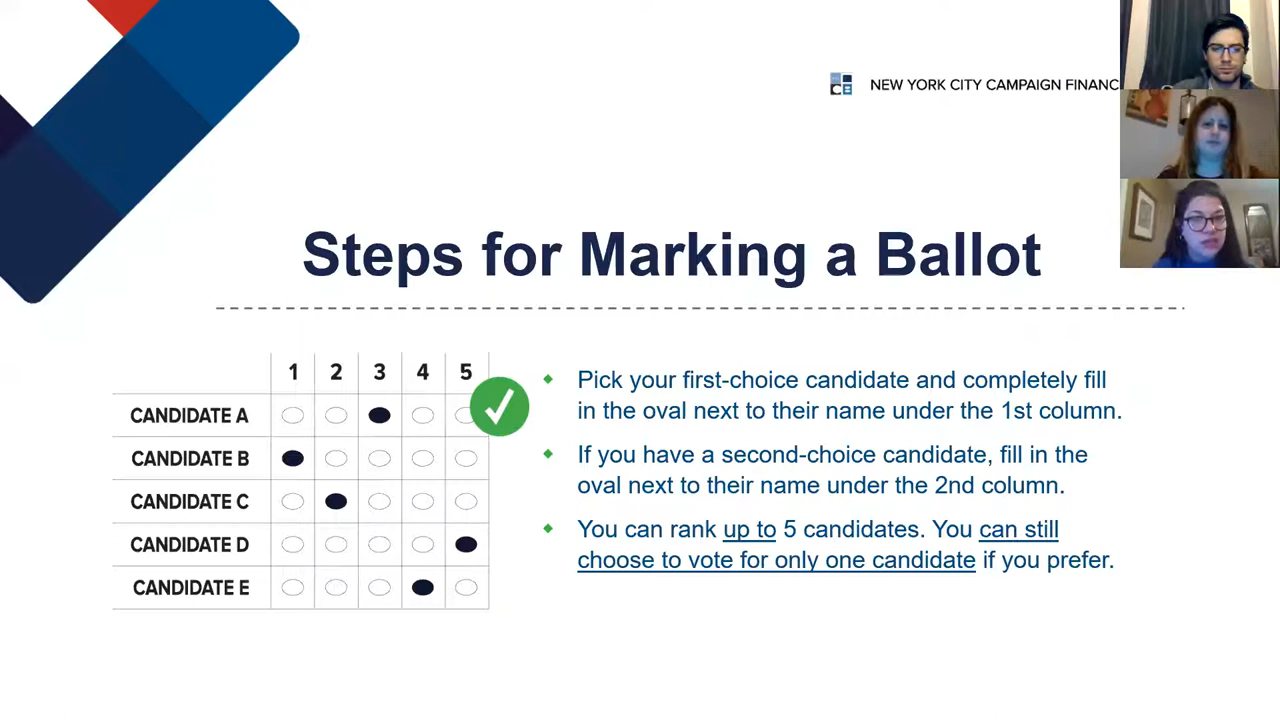 NEW YORK CITY CAMPAIGN FINANC
Steps for Marking a Ballot
1 2 3 4 5
CANDIDATE A
CANDIDATE B
CANDIDATE C
CANDIDATE D
CANDIDATE E
Pick your first-choice candidate and completely fill
in the oval next to their name under the 1st column.
If you have a second-choice candidate, fill in the
oval next to their name under the 2nd column.
You can rank up to 5 candidates. You can still
choose to vote for only one candidate if you prefer.